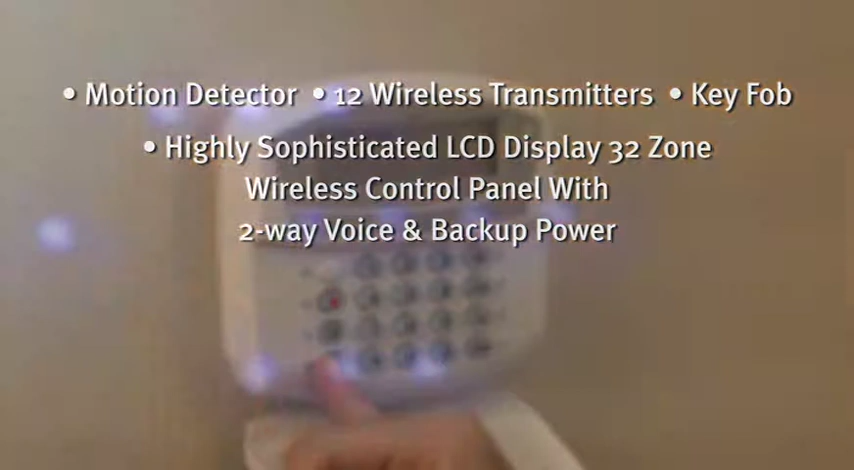 • Motion Detector • 12 Wireless Transmitters • Key Fob
• Highly Sophisticated LCD Display 32 Zone
Wireless Control Panel With
2-way Voice & Backup Power